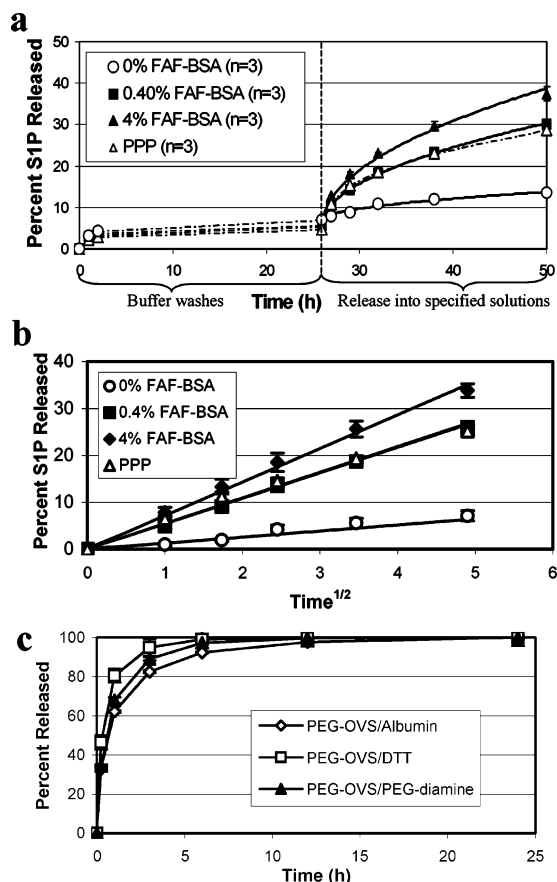 a
Percent S1P Released
50
40
30
20
10
0
0% FAF-BSA (n=3)
0.40% FAF-BSA (n=3)
4% FAF-BSA (n=3)
PPP (n=3)
0 10 20 30 40 50
Buffer washes Time (h) Release into specified solutions
b
Percent S1P Released
40
30
20
10
0
0% FAF-BSA
0.4% FAF-BSA
4% FAF-BSA
PPP
0 1 2 3 4 5 6
Time1/2
c
Percent Released
100
80
60
40
20
0
PEG-OVS/Albumin
PEG-OVS/DTT
PEG-OVS/PEG-diamine
0 5 10 15 20 25
Time (h)